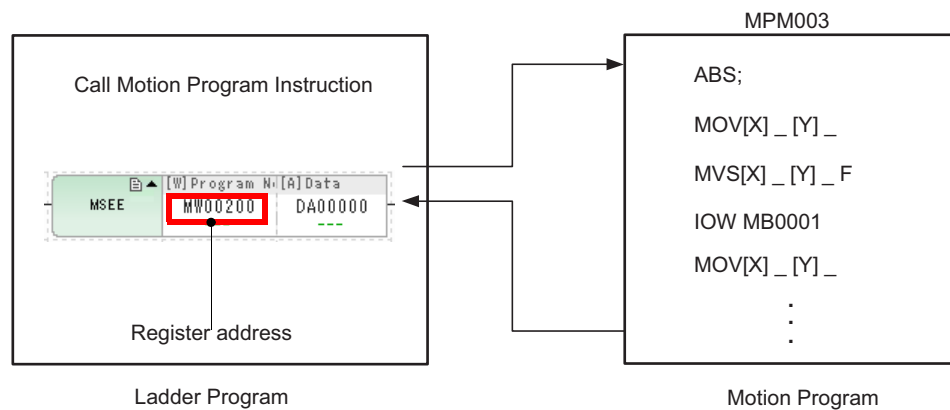 MPM003
Call Motion Program Instruction
[W]Program N [A]Data
MSEE MW00200 DA00000
---
Register address
Ladder Program
ABS;
MOV[X] _ [Y] _
MVS[X] _ [Y] _ F
IOW MB0001
MOV[X] _ [Y] _
.
.
.
Motion Program